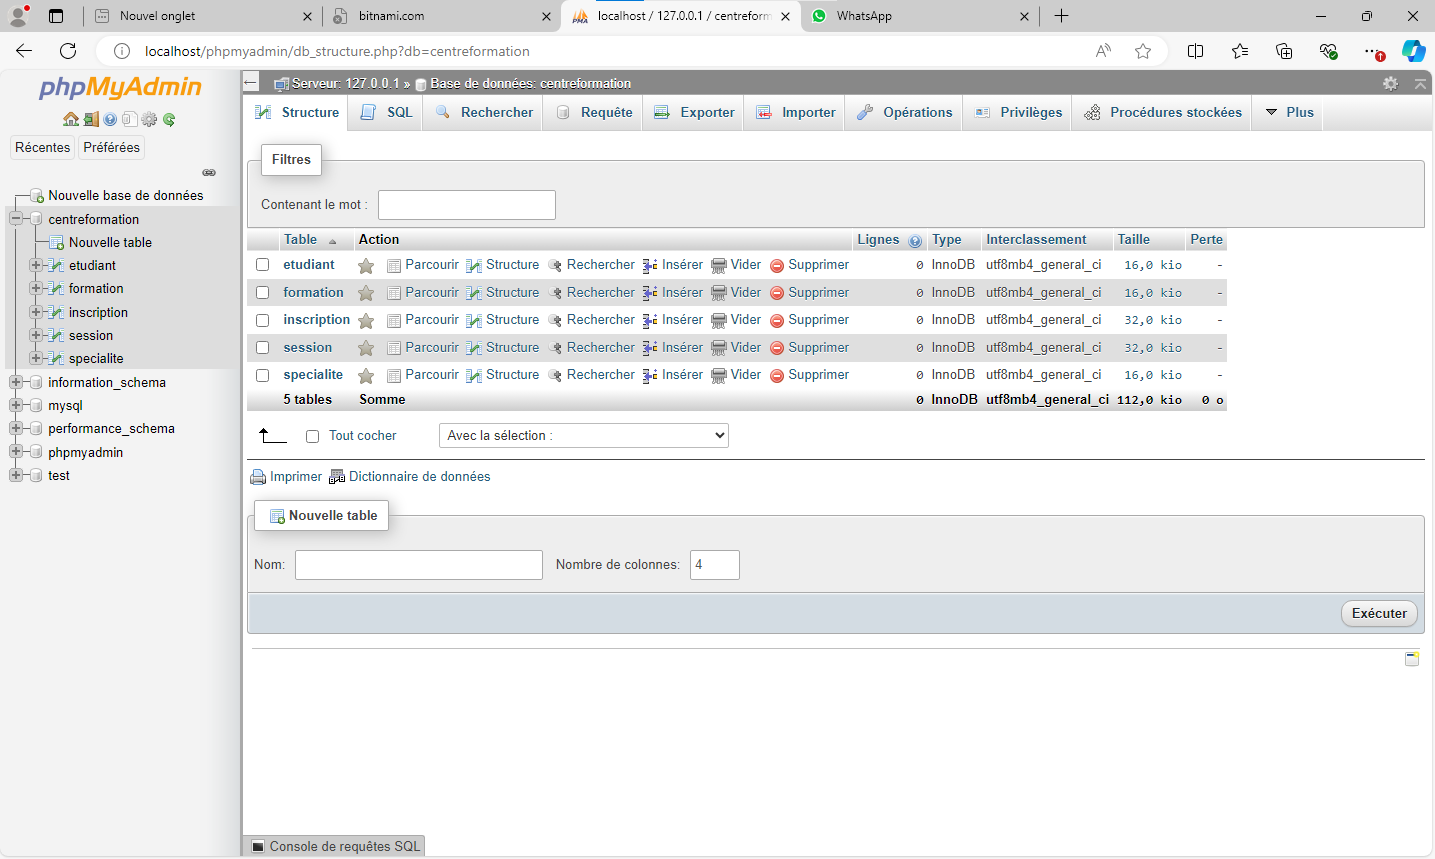 Nouvel onglet
bitnami.com
localhost / 127.0.0.1 / centreform
WhatsApp
localhost/phpmyadmin/db_structure.php?db=centreformation
phpMyAdmin
Récentes Préférées
Nouvelle base de données
centreformation
Nouvelle table
etudiant
formation
inscription
session
specialite
information_schema
mysql
performance_schema
phpmyadmin
test
Serveur: 127.0.0.1 » Base de données: centreformation
Structure SQL Rechercher Requête Exporter Importer Opérations Privilèges Procédures stockées Plus
Filtres
Contenant le mot :
Table Action Lignes Type Interclassement Taille Perte
etudiant Parcourir Structure Rechercher Insérer Vider Supprimer 0 InnoDB utf8mb4_general_ci 16,0 kio -
formation Parcourir Structure Rechercher Insérer Vider Supprimer 0 InnoDB utf8mb4_general_ci 16,0 kio -
inscription Parcourir Structure Rechercher Insérer Vider Supprimer 0 InnoDB utf8mb4_general_ci 32,0 kio -
session Parcourir Structure Rechercher Insérer Vider Supprimer 0 InnoDB utf8mb4_general_ci 32,0 kio -
specialite Parcourir Structure Rechercher Insérer Vider Supprimer 0 InnoDB utf8mb4_general_ci 16,0 kio -
5 tables Somme 0 InnoDB utf8mb4_general_ci 112,0 kio 0 o
Tout cocher Avec la sélection :
Imprimer Dictionnaire de données
Nouvelle table
Nom: Nombre de colonnes: 4
Exécuter
Console de requêtes SQL